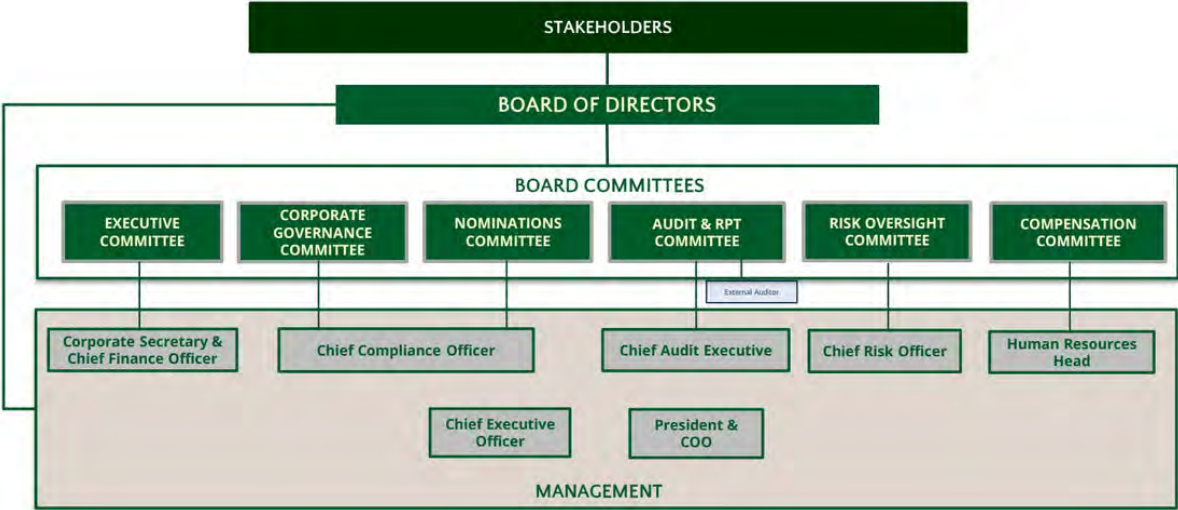 STAKEHOLDERS
BOARD OF DIRECTORS
BOARD COMMITTEES
EXECUTIVE
COMMITTEE
CORPORATE
GOVERNANCE
COMMITTEE
NOMINATIONS
COMMITTEE
AUDIT & RPT
COMMITTEE
RISK OVERSIGHT
COMMITTEE
COMPENSATION
COMMITTEE
External Auditor
Corporate Secretary &
Chief Finance Officer
Chief Compliance Officer
Chief Audit Executive
Chief Risk Officer
Human Resources
Head
Chief Executive
Officer
President &
COO
MANAGEMENT